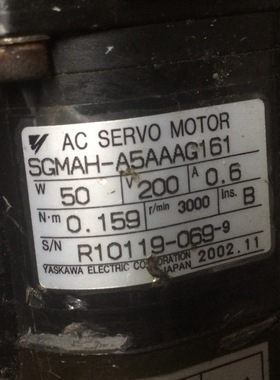 AC SERVO MOTOR
SGMAH-A5AAAG161
W 50 V 200 A 0.6
N·m 0.159 r/min 3000 Ins. B
S/N R10119-069-9
YASKAWA ELECTRIC CORPORATION 2002.11
JAPAN